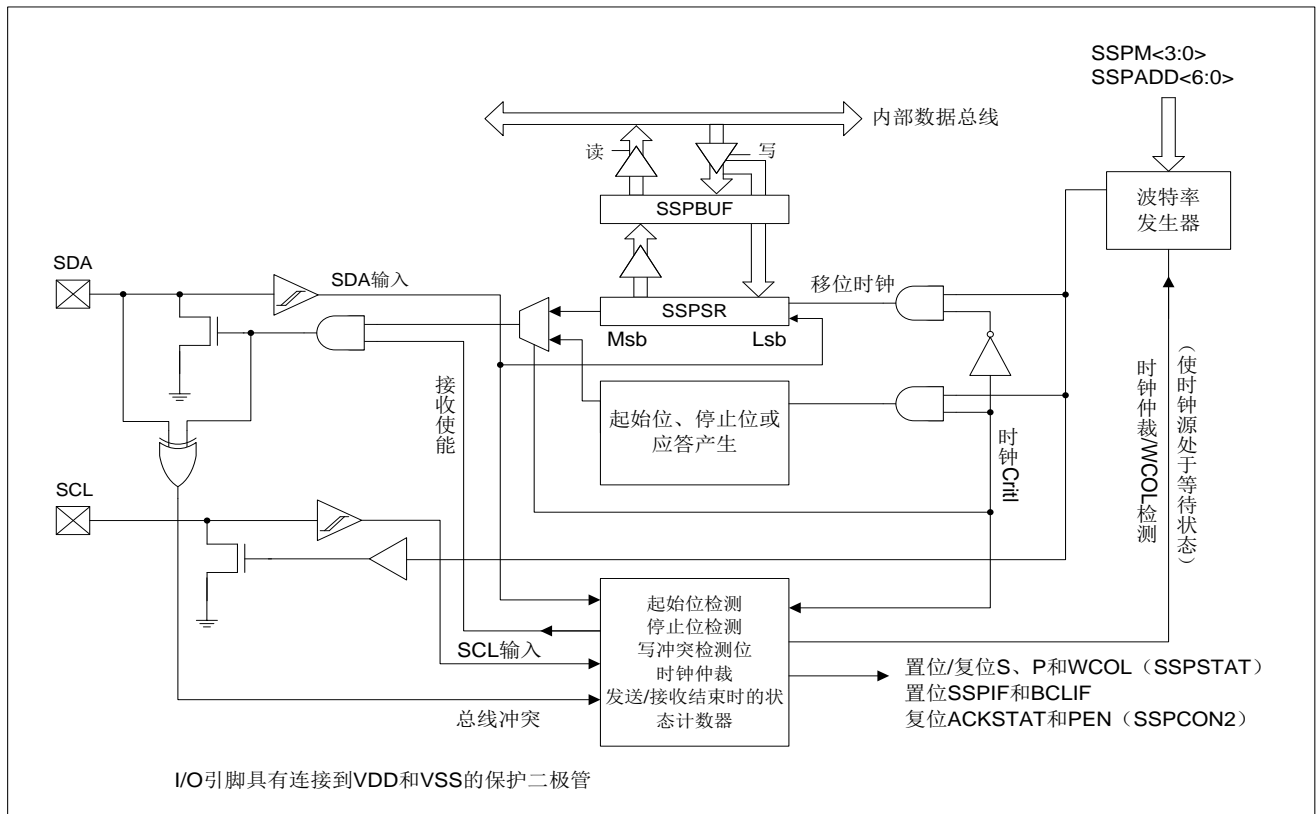 SSPM<3:0>
SSPADD<6:0>
内部数据总线
读
写
波特率
发生器
SSPBUF
SDA
SDA输入
移位时钟
SSPSR
Msb
Lsb
接收使能
起始位、停止位或
应答产生
时钟Critl
时钟仲裁/WCOL检测
(使时钟源处于等待状态)
SCL
起始位检测
停止位检测
写冲突检测位
时钟仲裁
发送/接收结束时的状
态计数器
SCL输入
总线冲突
置位/复位S、P和WCOL（SSPSTAT）
置位SSPIF和BCLIF
复位ACKSTAT和PEN（SSPCON2）
I/O引脚具有连接到VDD和VSS的保护二极管